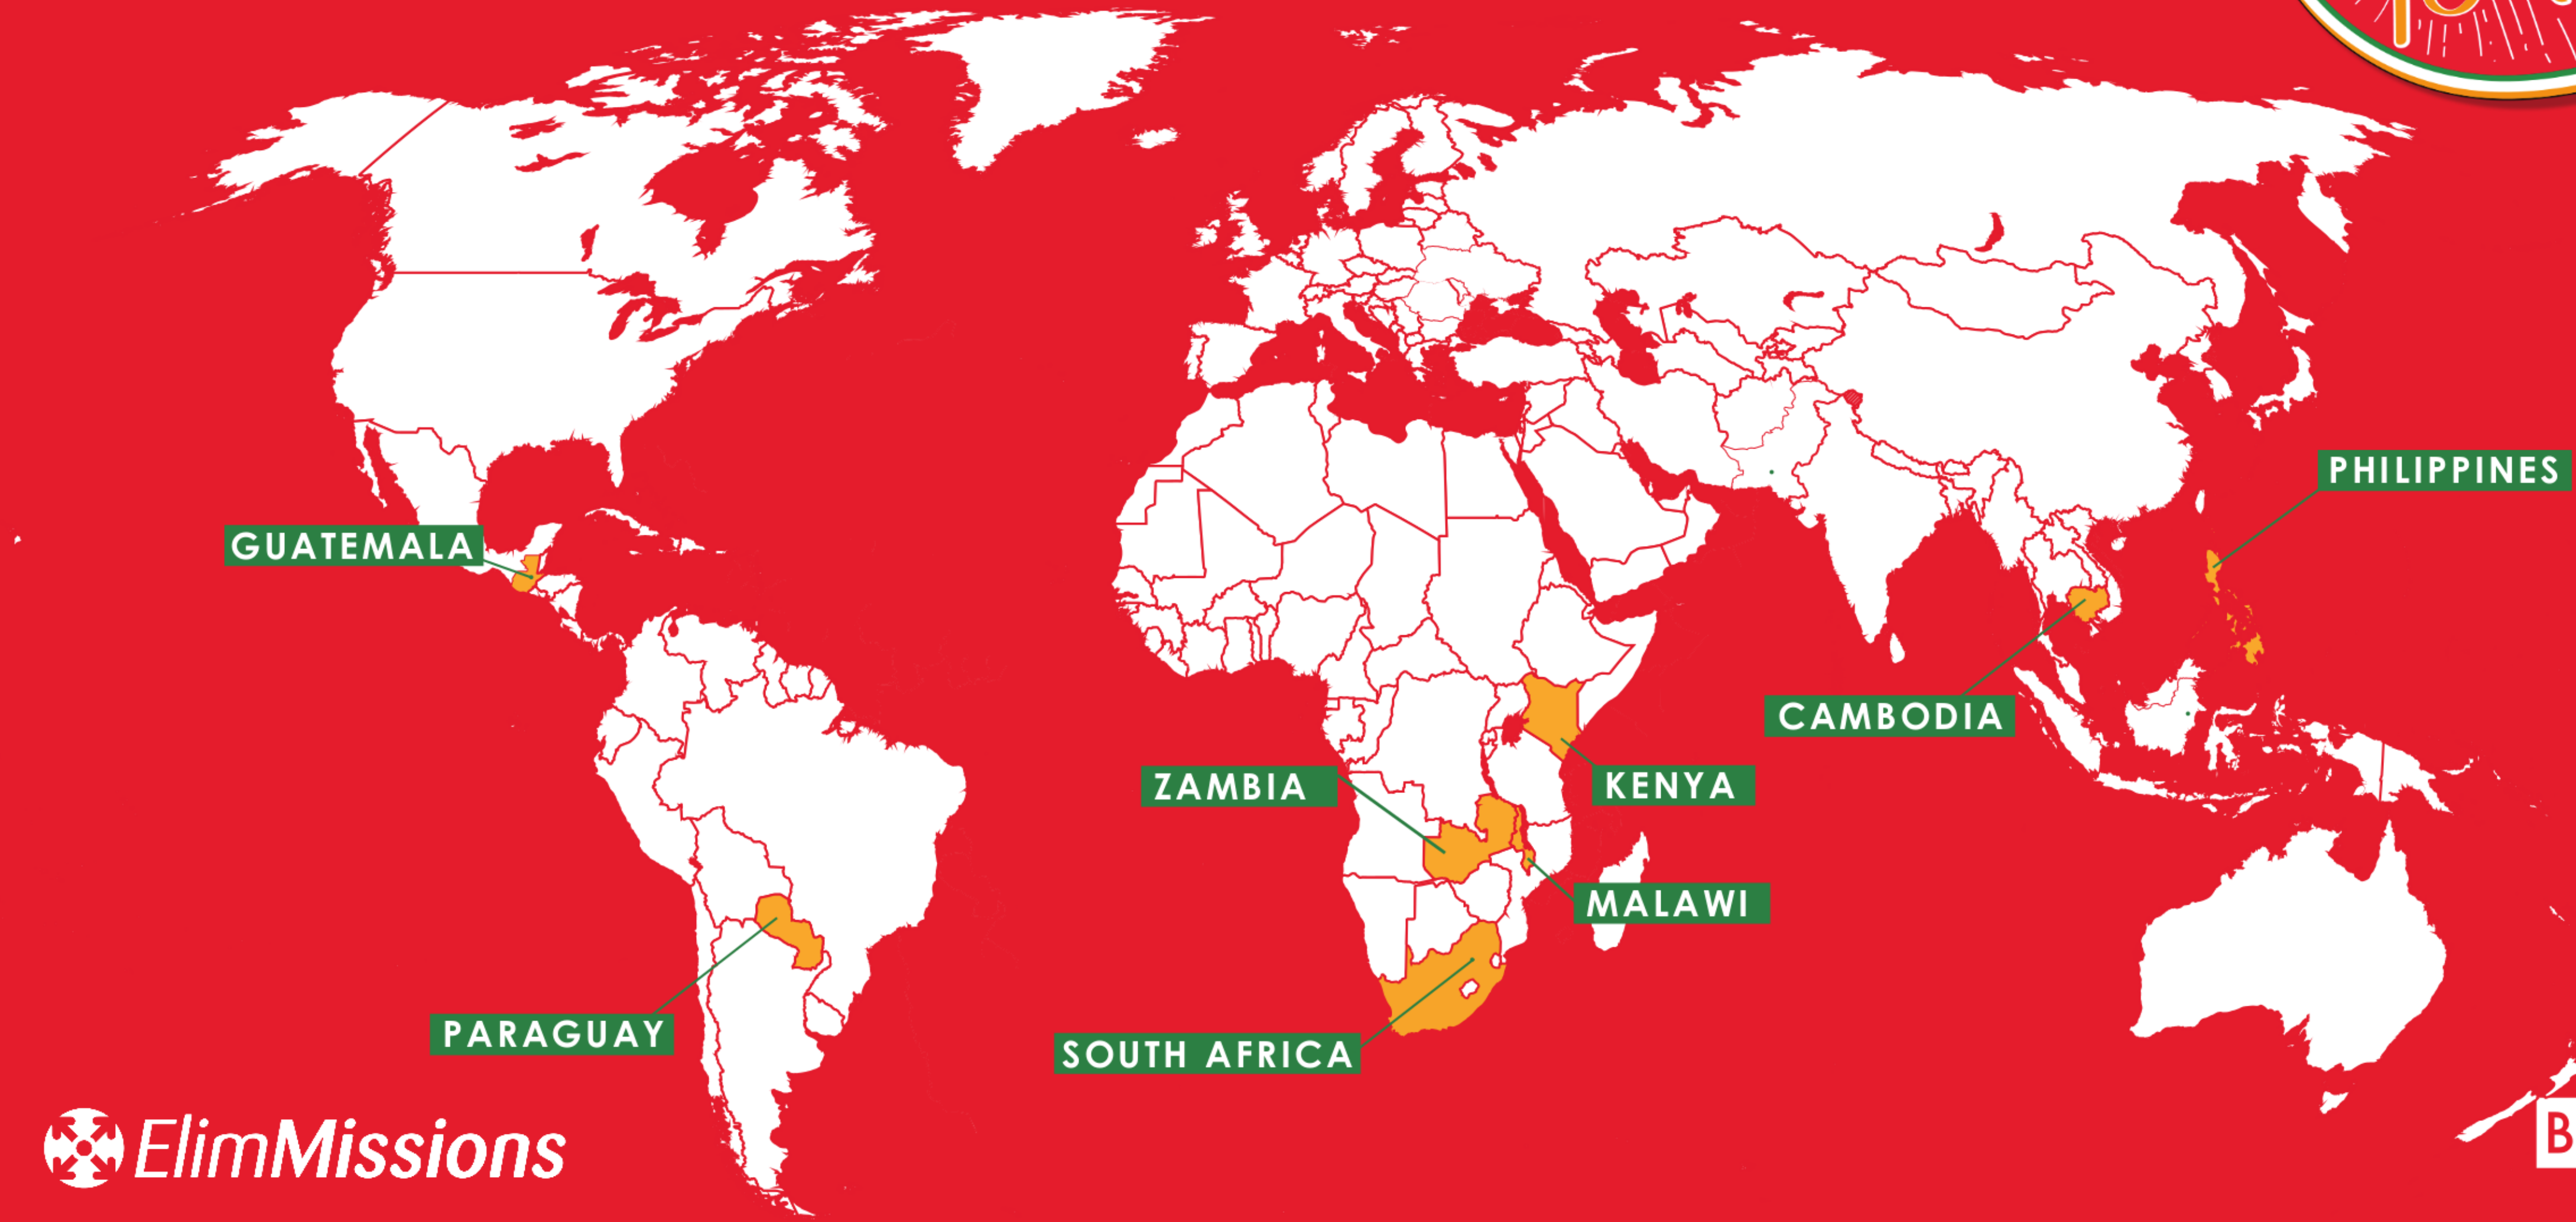 PHILIPPINES
GUATEMALA
CAMBODIA
ZAMBIA
KENYA
MALAWI
PARAGUAY
SOUTH AFRICA
ElimMissions
B